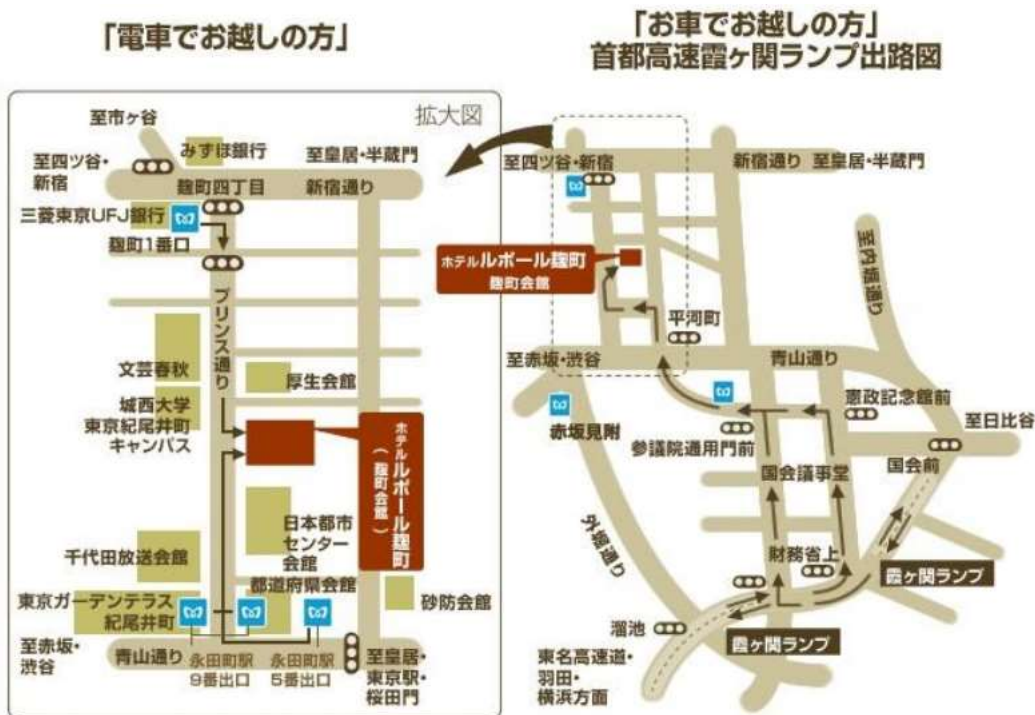 「電車でお越しの方」
「お車でお越しの方」
首都高速霞ヶ関ランプ出路図
拡大図
至市ヶ谷
みずほ銀行
至皇居・半蔵門
至四ツ谷・
新宿
麹町四丁目
新宿通り
三菱東京UFJ銀行
麹町1番口
プリンス通り
文芸春秋
厚生会館
城西大学
東京紀尾井町
キャンパス
ホテルルポール麹町
(麹町会館)
日本都市
センター
会館
千代田放送会館
都道府県会館
東京ガーデンテラス
紀尾井町
砂防会館
至赤坂・
渋谷
青山通り
永田町駅
9番出口
永田町駅
5番出口
至皇居・
東京駅・
桜田門
至四ツ谷・新宿
新宿通り
至皇居・半蔵門
ホテルルポール麹町
麹町会館
至内堀通り
平河町
至赤坂・渋谷
青山通り
赤坂見附
憲政記念館前
参議院通用門前
至日比谷
国会前
国会議事堂
外堀通り
財務省上
霞ヶ関ランプ
溜池
霞ヶ関ランプ
東名高速道・
羽田・
横浜方面